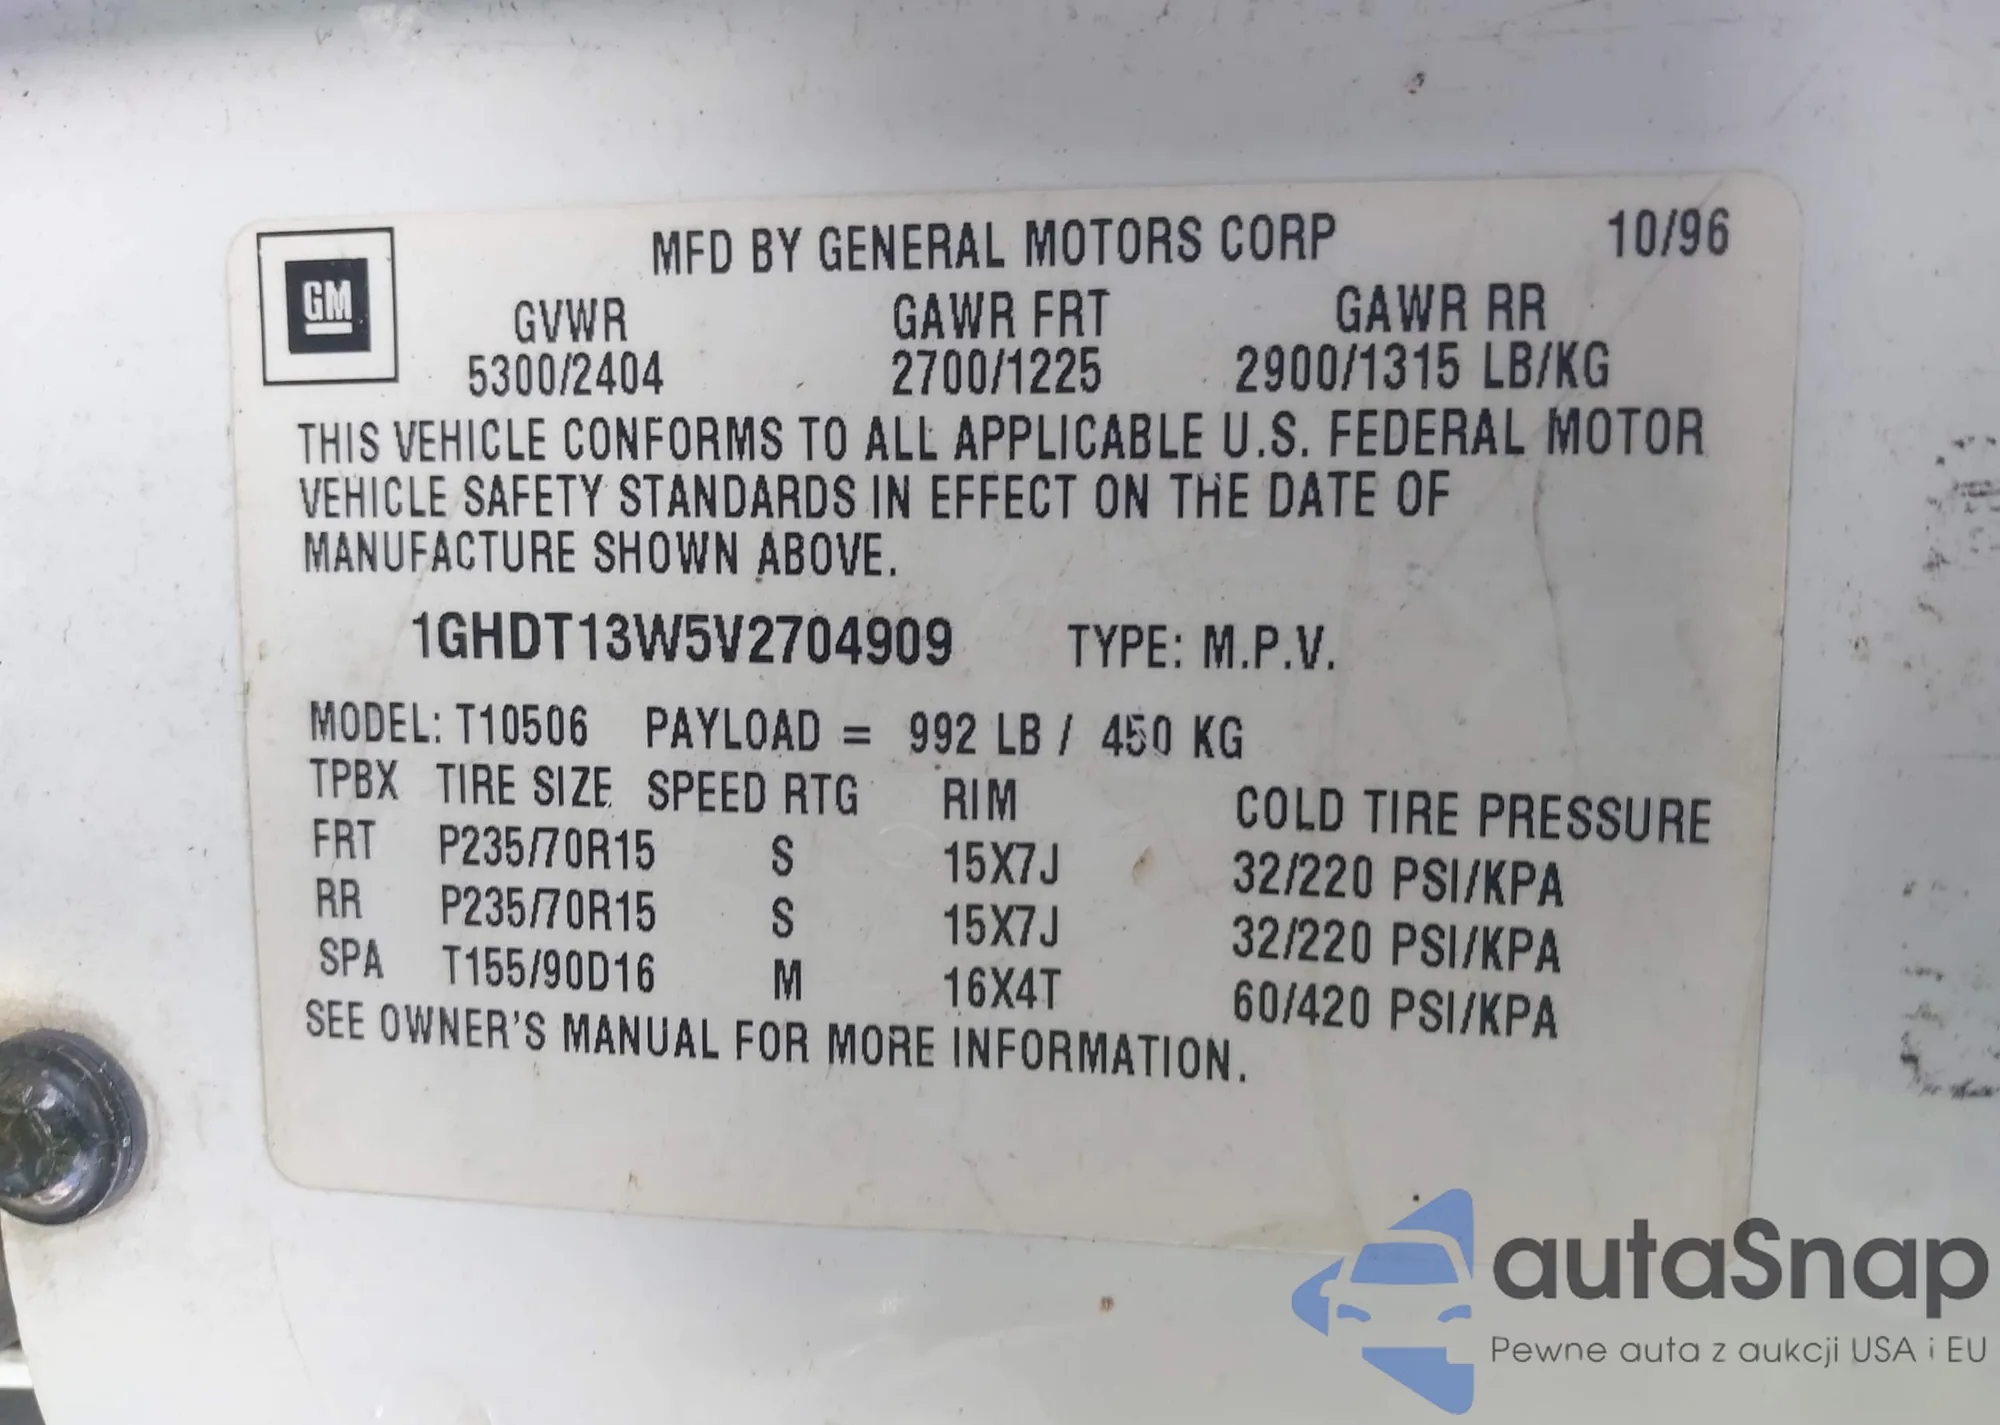 MFD BY GENERAL MOTORS CORP 10/96
GM
GVWR GAWR FRT GAWR RR
5300/2404 2700/1225 2900/1315 LB/KG
THIS VEHICLE CONFORMS TO ALL APPLICABLE U.S. FEDERAL MOTOR
VEHICLE SAFETY STANDARDS IN EFFECT ON THE DATE OF
MANUFACTURE SHOWN ABOVE.
1GHDT13W5V2704909 TYPE: M.P.V.
MODEL: T10506 PAYLOAD = 992 LB / 450 KG
TPBX TIRE SIZE SPEED RTG RIM COLD TIRE PRESSURE
FRT P235/70R15 S 15X7J 32/220 PSI/KPA
RR P235/70R15 S 15X7J 32/220 PSI/KPA
SPA T155/90D16 M 16X4T 60/420 PSI/KPA
SEE OWNER'S MANUAL FOR MORE INFORMATION.
autaSnap
Pewne auta z aukcji USA i EU